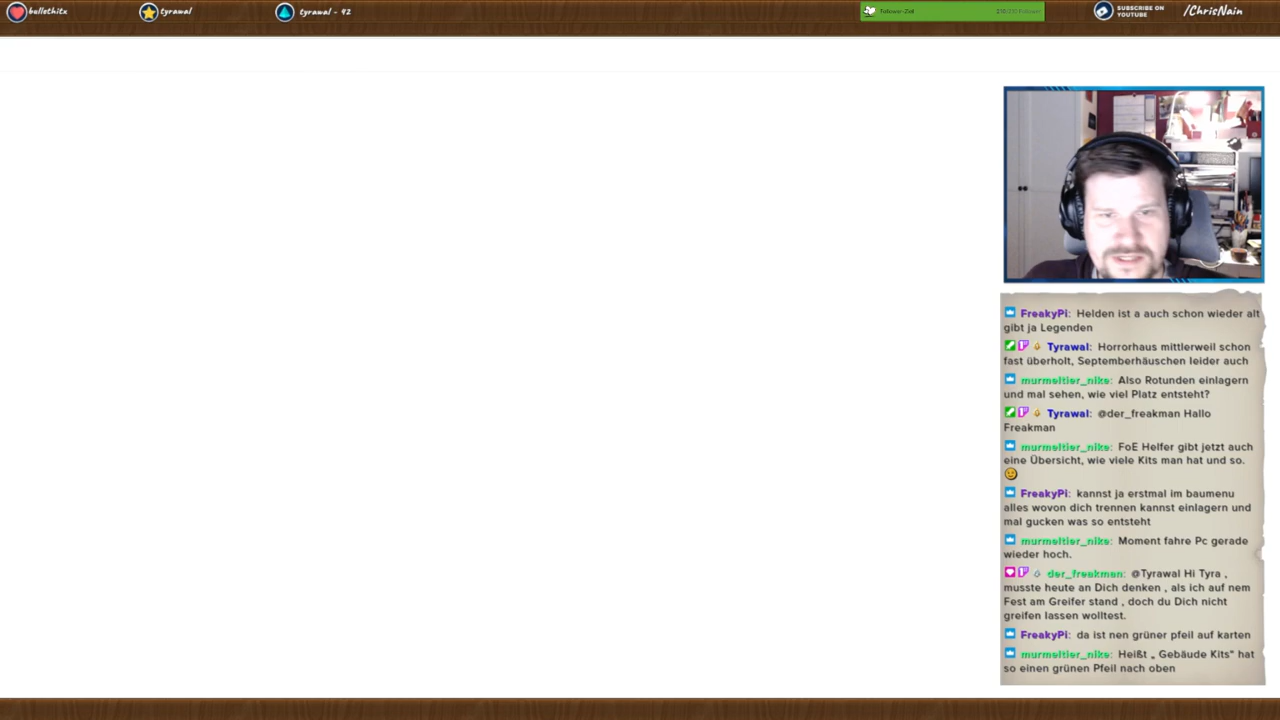 bullethitx
tyrawal
tyrawal - 42
Follower-Ziel
SUBSCRIBE ON
YOUTUBE
/ChrisNain
FreakyPi: Helden ist a auch schon wieder alt
gibt ja Legenden
Tyrawal: Horrorhaus mittlerweil schon
fast überholt, Septemberhäuschen leider auch
murmeltier_nike: Also Rotunden einlagern
und mal sehen, wie viel Platz entsteht?
Tyrawal: @der_freakman Hallo
Freakman
murmeltier_nike: FoE Helfer gibt jetzt auch
eine Übersicht, wie viele Kits man hat und so.
FreakyPi: kannst ja erstmal im baumenu
alles wovon dich trennen kannst einlagern und
mal gucken was so entsteht
murmeltier_nike: Moment fahre Pc gerade
wieder hoch.
der_freakman: @Tyrawal Hi Tyra ,
musste heute an Dich denken , als ich auf nem
Fest am Greifer stand , doch du Dich nicht
greifen lassen wolltest.
FreakyPi: da ist nen grüner pfeil auf karten
murmeltier_nike: Heißt „ Gebäude Kits“ hat
so einen grünen Pfeil nach oben